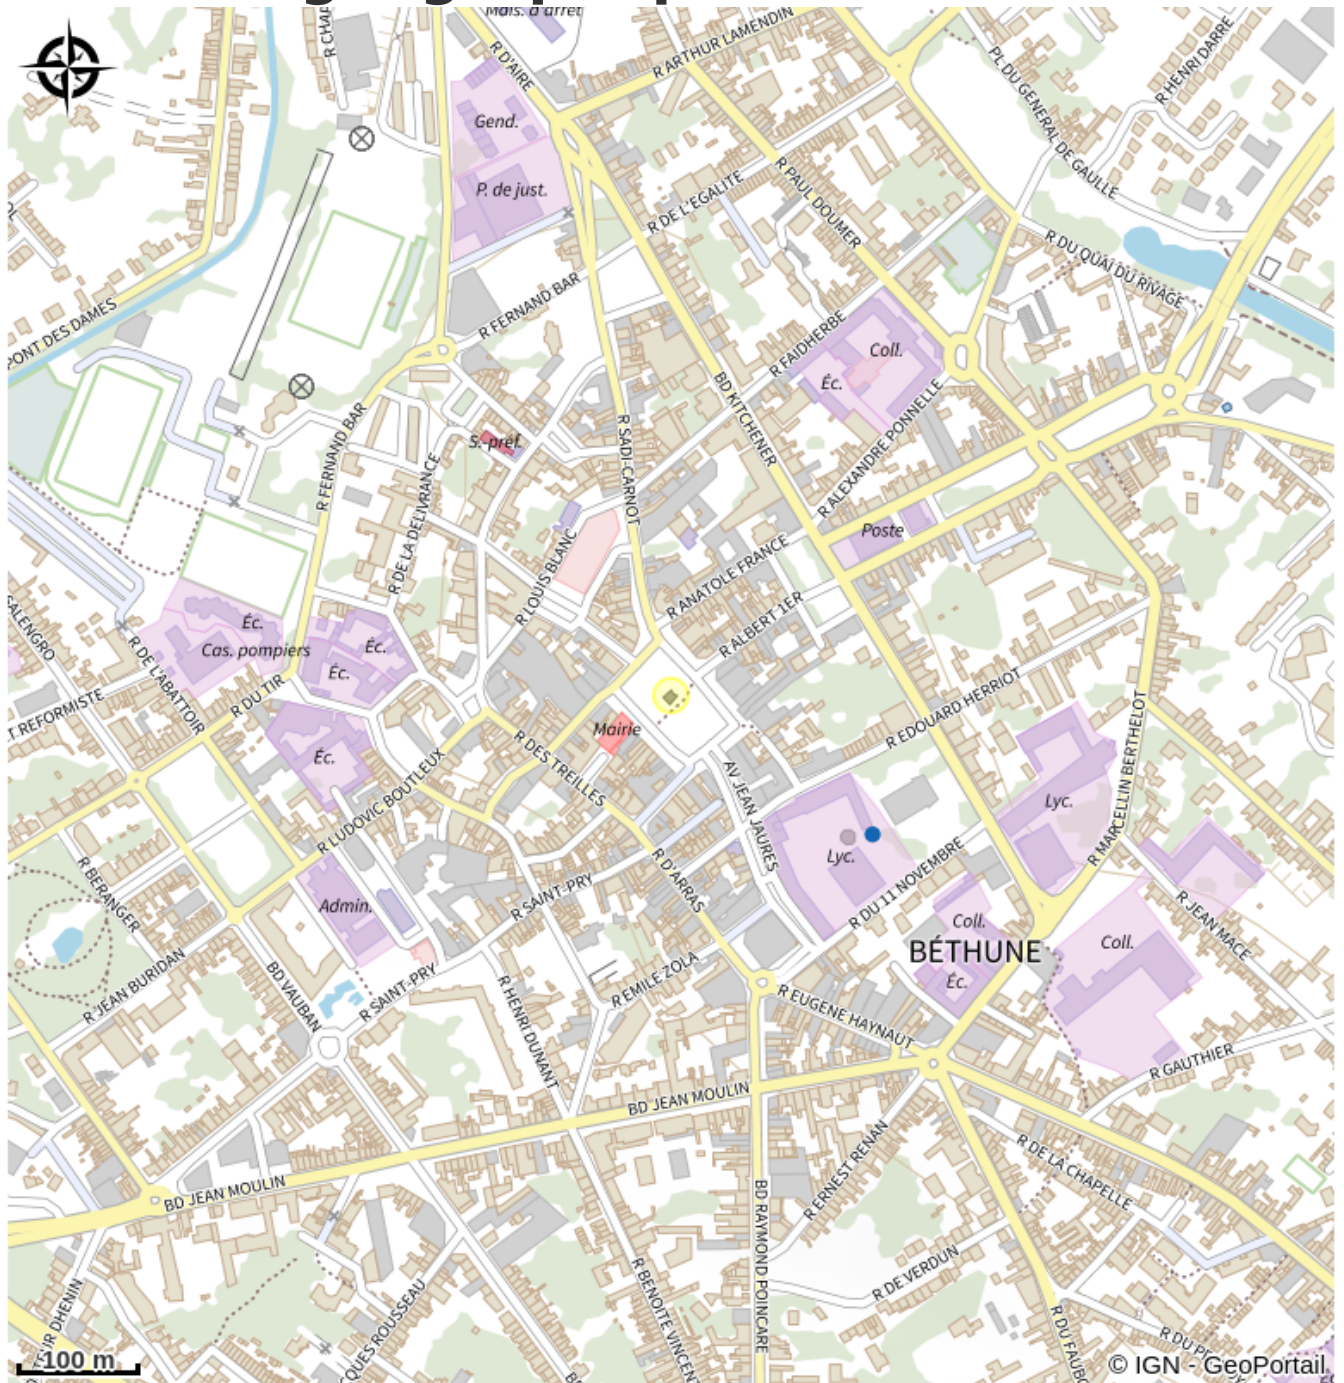 Mais. d'arrêt
R D'AIRE
R ARTHUR LAMENDIN
PL DU GENERAL DE GAULLE
R HENRI DARRE
Gend.
P. de just.
R DE L'EGALITE
R PAUL DOUMER
R DU QUAI DU RIVAGE
PONT DES DAMES
R FERNAND BAR
R FAIDHERBE
Coll.
Éc.
BD KITCHENER
R ALEXANDRE PONNELLE
R SADI-CARNOT
S.-préf.
R FERNAND BAR
R DE LA DELIVRANCE
R LOUIS BLANC
Poste
R ANATOLE FRANCE
R ALBERT 1ER
Éc.
Cas. pompiers
Éc.
Éc.
R DE L'ABATTOIR
R DU TIR
T REFORMISTE
Mairie
R DES TREILLES
R EDOUARD HERRIOT
R MARCELLIN BERTHELOT
Éc.
R LUDOVIC BOUTLEUX
AV JEAN JAURES
Lyc.
Lyc.
R BERANGER
R D'ARRAS
R DU 11 NOVEMBRE
R SAINT-PRY
Admin.
R JEAN MACE
Coll.
BÉTHUNE
Coll.
Éc.
R JEAN BURIDAN
BD VAUBAN
R SAINT-PRY
R HENRI DUNANT
R EMILE ZOLA
R EUGENE HAYNAUT
R GAUTHIER
BD JEAN MOULIN
R ERNEST RENAN
R DE LA CHAPELLE
BD JEAN MOULIN
BD RAYMOND POINCARE
R DE VERDUN
R BENOITE VINCEN
R DU FAUBO
100 m
© IGN - GeoPortail